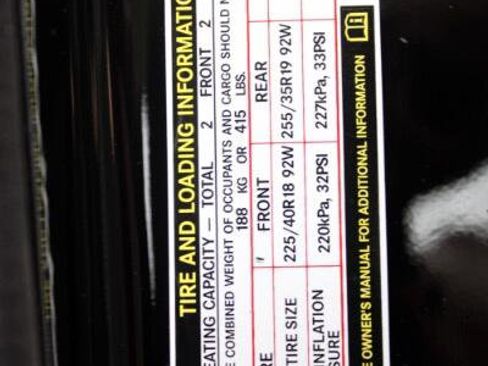 TIRE AND LOADING INFORMATIO
EATING CAPACITY — TOTAL 2 FRONT 2
E COMBINED WEIGHT OF OCCUPANTS AND CARGO SHOULD N
188 KG OR 415 LBS.
RE FRONT REAR
TIRE SIZE 225/40R18 92W 255/35R19 92W
INFLATION 220kPa, 32PSI 227kPa, 33PSI
SURE
E OWNER'S MANUAL FOR ADDITIONAL INFORMATION